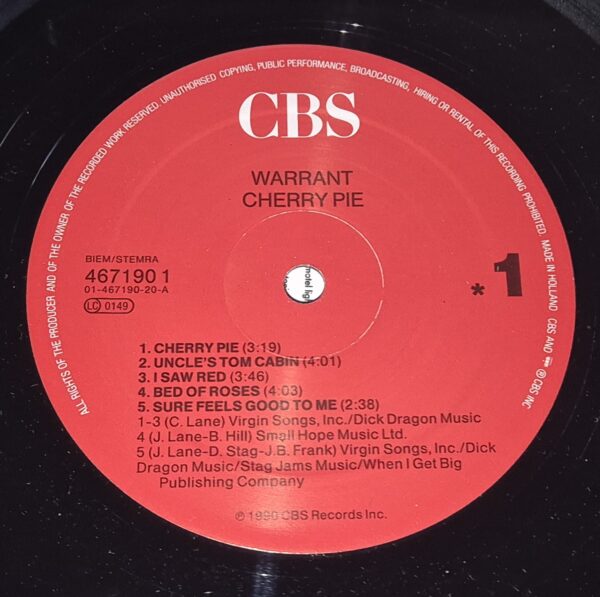 ALL RIGHTS OF THE PRODUCER AND OF THE OWNER OF THE RECORDED WORK RESERVED. UNAUTHORISED COPYING, PUBLIC PERFORMANCE, BROADCASTING, HIRING OR RENTAL OF THIS RECORDING PROHIBITED. MADE IN HOLLAND CBS AND ℗ CBS INC
CBS
WARRANT
CHERRY PIE
BIEM/STEMRA
467190 1
01-467190-20-A
LC 0149
* 1
motel lig
1. CHERRY PIE (3:19)
2. UNCLE'S TOM CABIN (4:01)
3. I SAW RED (3:46)
4. BED OF ROSES (4:03)
5. SURE FEELS GOOD TO ME (2:38)
1-3 (C. Lane) Virgin Songs, Inc./Dick Dragon Music
4 (J. Lane-B. Hill) Small Hope Music Ltd.
5 (J. Lane-D. Stag-J.B. Frank) Virgin Songs, Inc./Dick
Dragon Music/Stag Jams Music/When I Get Big
Publishing Company
℗ 1990 CBS Records Inc.